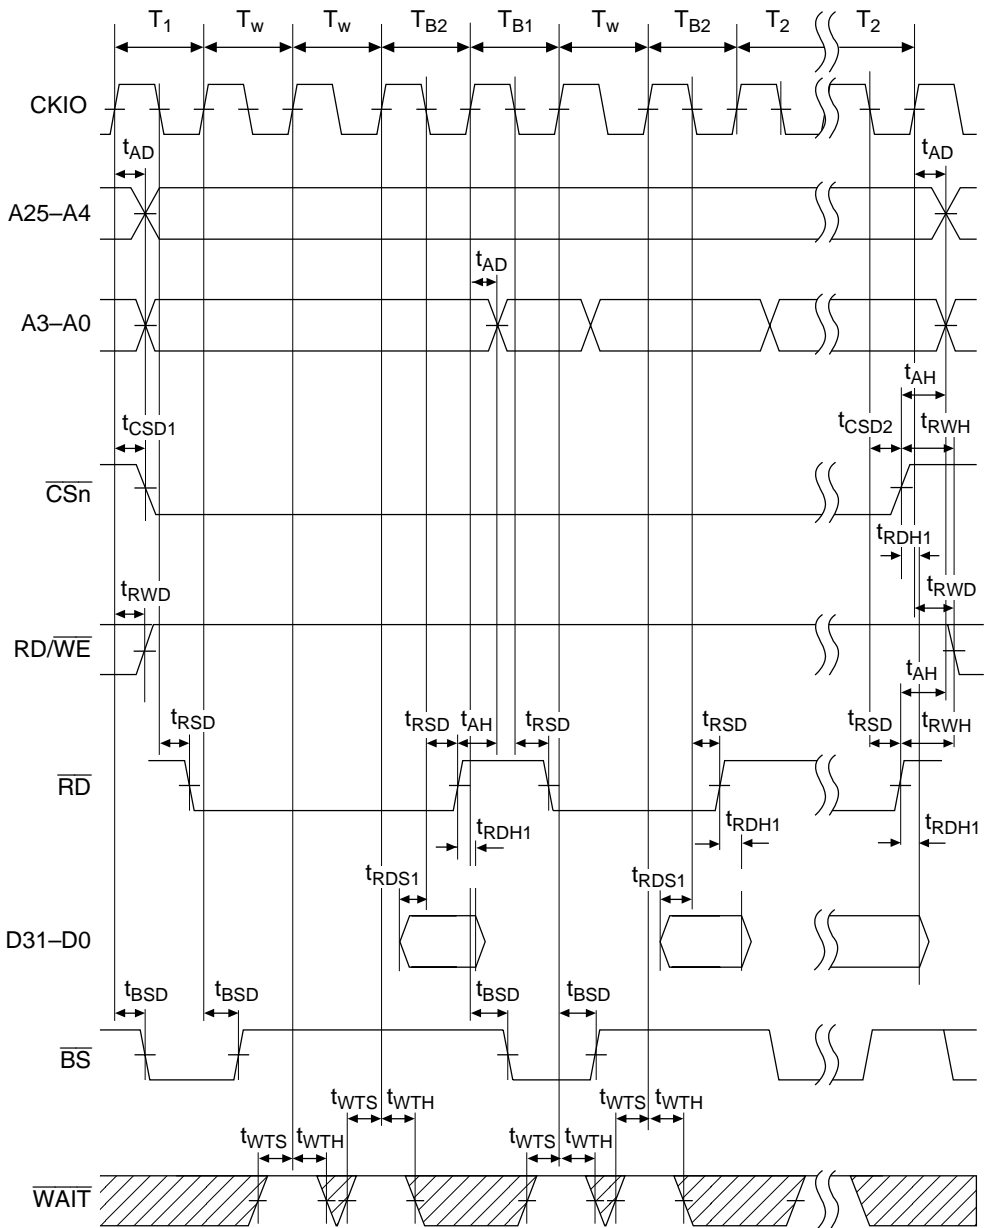 T1 Tw Tw TB2 TB1 Tw TB2 T2 T2
CKIO
tAD tAD
A25–A4
tAD
A3–A0
tAH
tCSD1 tCSD2 tRWH
CSn
tRDH1
tRWD tRWD
RD/WE
tAH
tRSD tRSD tAH tRSD tRSD tRSD tRWH
RD
tRDH1 tRDH1 tRDH1
tRDS1 tRDS1
D31–D0
tBSD tBSD tBSD tBSD
BS
tWTS tWTH tWTS tWTH
tWTS tWTH tWTS tWTH
WAIT